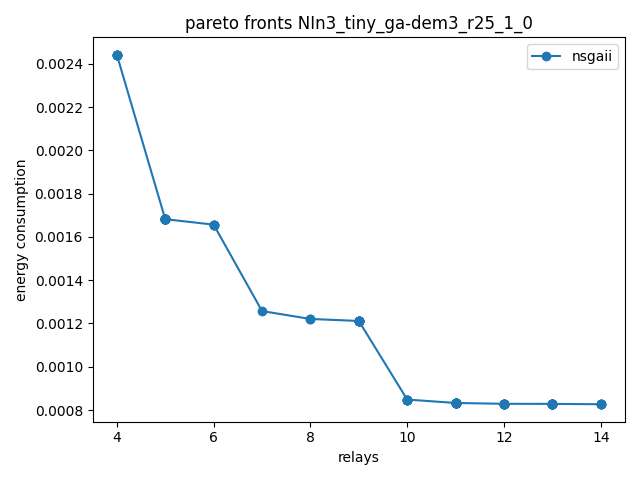 pareto fronts NIn3_tiny_ga-dem3_r25_1_0
nsgaii
energy consumption
0.0024
0.0022
0.0020
0.0018
0.0016
0.0014
0.0012
0.0010
0.0008
4 6 8 10 12 14
relays